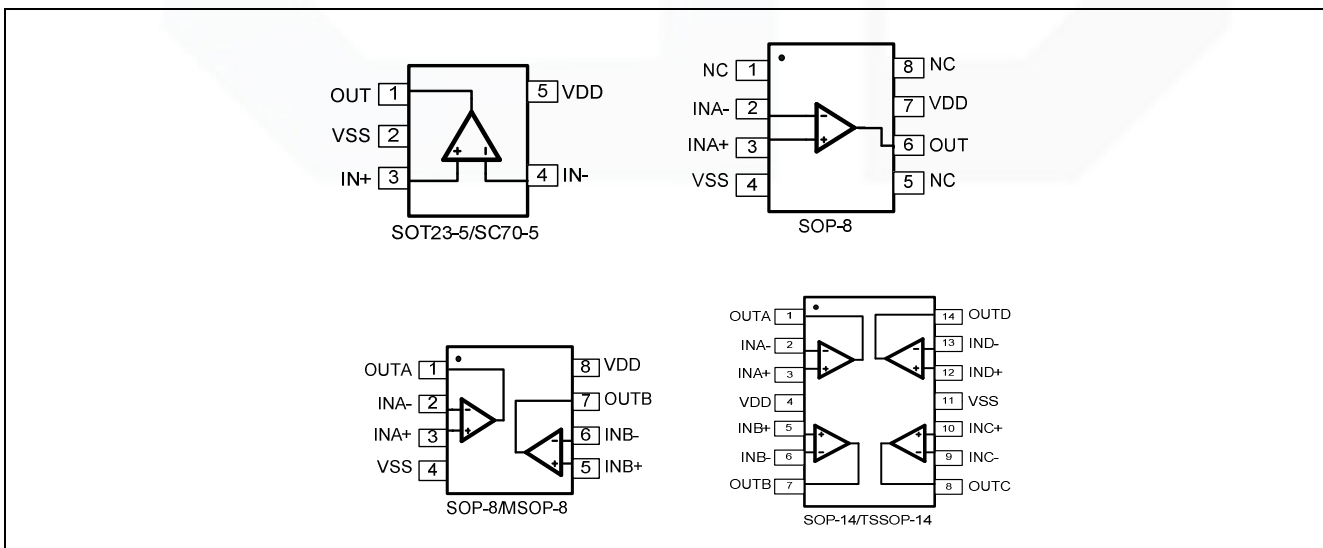 OUT 1
5 VDD
VSS 2
IN+ 3
4 IN-
+ -
SOT23-5/SC70-5
NC 1
8 NC
INA- 2
7 VDD
INA+ 3
6 OUT
VSS 4
5 NC
-
+
SOP-8
OUTA 1
8 VDD
INA- 2
7 OUTB
INA+ 3
6 INB-
VSS 4
5 INB+
-
+
-
+
SOP-8/MSOP-8
OUTA 1
14 OUTD
INA- 2
13 IND-
INA+ 3
12 IND+
VDD 4
11 VSS
INB+ 5
10 INC+
INB- 6
9 INC-
OUTB 7
8 OUTC
-
+
-
+
+
-
+
-
SOP-14/TSSOP-14